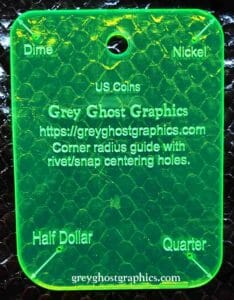 Dime
Nickel
US Coins
Grey Ghost Graphics
https://greyghostgraphics.com
Corner radius guide with
rivet/snap centering holes.
Half Dollar
Quarter
greyghostgraphics.com